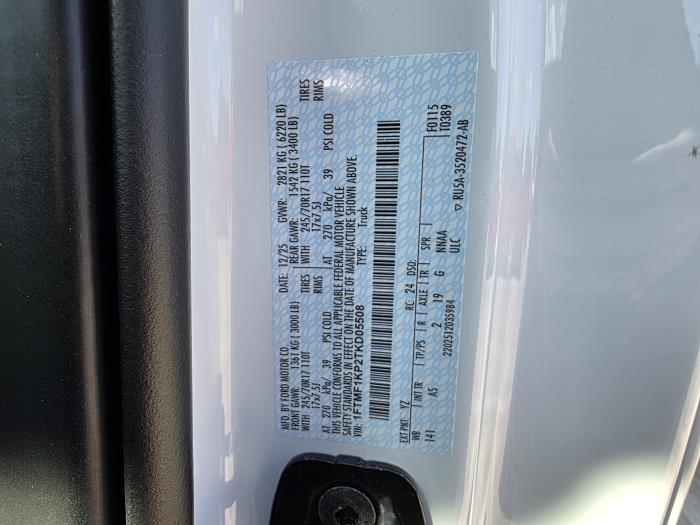 MFD. BY FORD MOTOR CO. DATE: 12/25 GVWR: 2821 KG ( 6220 LB)
FRONT GAWR: 1361 KG ( 3000 LB) REAR GAWR: 1542 KG ( 3400 LB)
WITH 245/70R17 110T TIRES WITH 245/70R17 110T TIRES
17x7.5J RIMS 17x7.5J RIMS
AT 270 kPa/ 39 PSI COLD AT 270 kPa/ 39 PSI COLD
THIS VEHICLE CONFORMS TO ALL APPLICABLE FEDERAL MOTOR VEHICLE
SAFETY STANDARDS IN EFFECT ON THE DATE OF MANUFACTURE SHOWN ABOVE.
VIN: 1FTMF1KP2TKD05508 TYPE: Truck
F0115
EXT PNT: YZ RC: 24 DSO: T0389
WB INT TR TP/PS R AXLE TR SPR
141 AS 2 19 G NNAA ▽ RU5A-3520472-AB
2202512035984 ULC